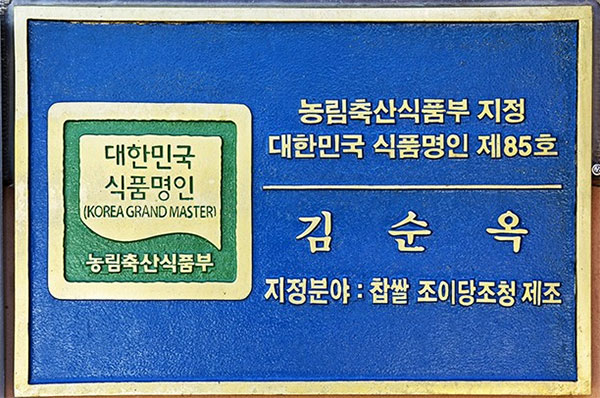 대한민국
식품명인
(KOREA GRAND MASTER)
농림축산식품부
농림축산식품부 지정
대한민국 식품명인 제85호
김순옥
지정분야 : 찹쌀 조이당조청 제조